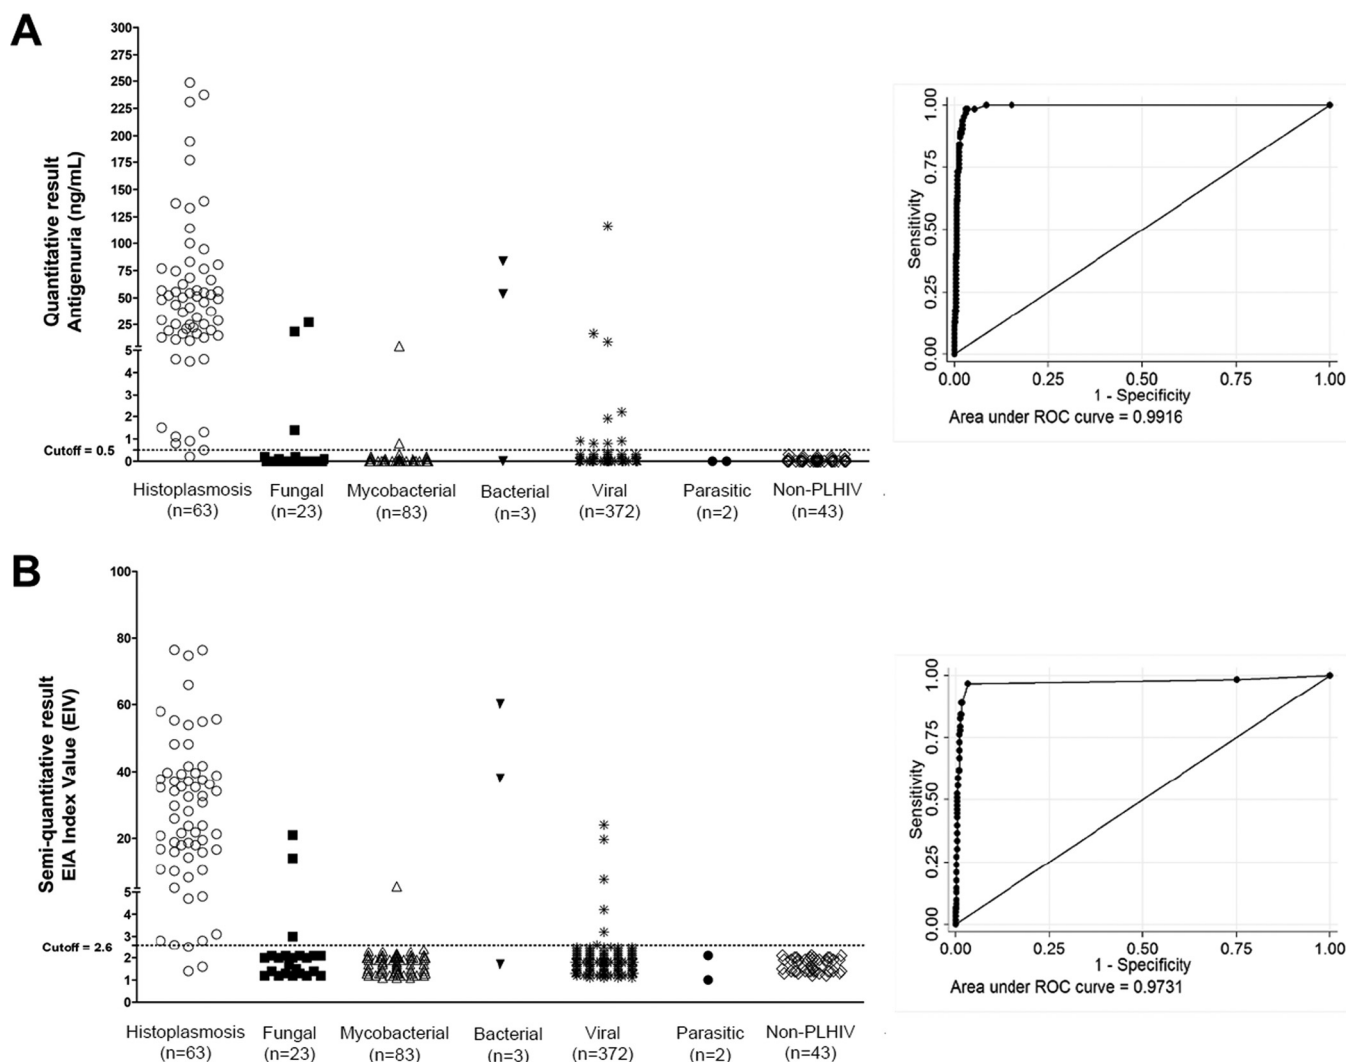 A
Quantitative result
Antigenuria (ng/mL)
300
275
250
225
200
175
150
125
100
75
50
25
5
4
3
2
1
0
Cutoff = 0.5
Histoplasmosis
(n=63)
Fungal
(n=23)
Mycobacterial
(n=83)
Bacterial
(n=3)
Viral
(n=372)
Parasitic
(n=2)
Non-PLHIV
(n=43)
Sensitivity
1.00
0.75
0.50
0.25
0.00
0.00 0.25 0.50 0.75 1.00
1 - Specificity
Area under ROC curve = 0.9916
B
Semi-quantitative result
EIA Index Value (EIV)
100
80
60
40
20
5
4
3
2
1
0
Cutoff = 2.6
Histoplasmosis
(n=63)
Fungal
(n=23)
Mycobacterial
(n=83)
Bacterial
(n=3)
Viral
(n=372)
Parasitic
(n=2)
Non-PLHIV
(n=43)
Sensitivity
1.00
0.75
0.50
0.25
0.00
0.00 0.25 0.50 0.75 1.00
1 - Specificity
Area under ROC curve = 0.9731